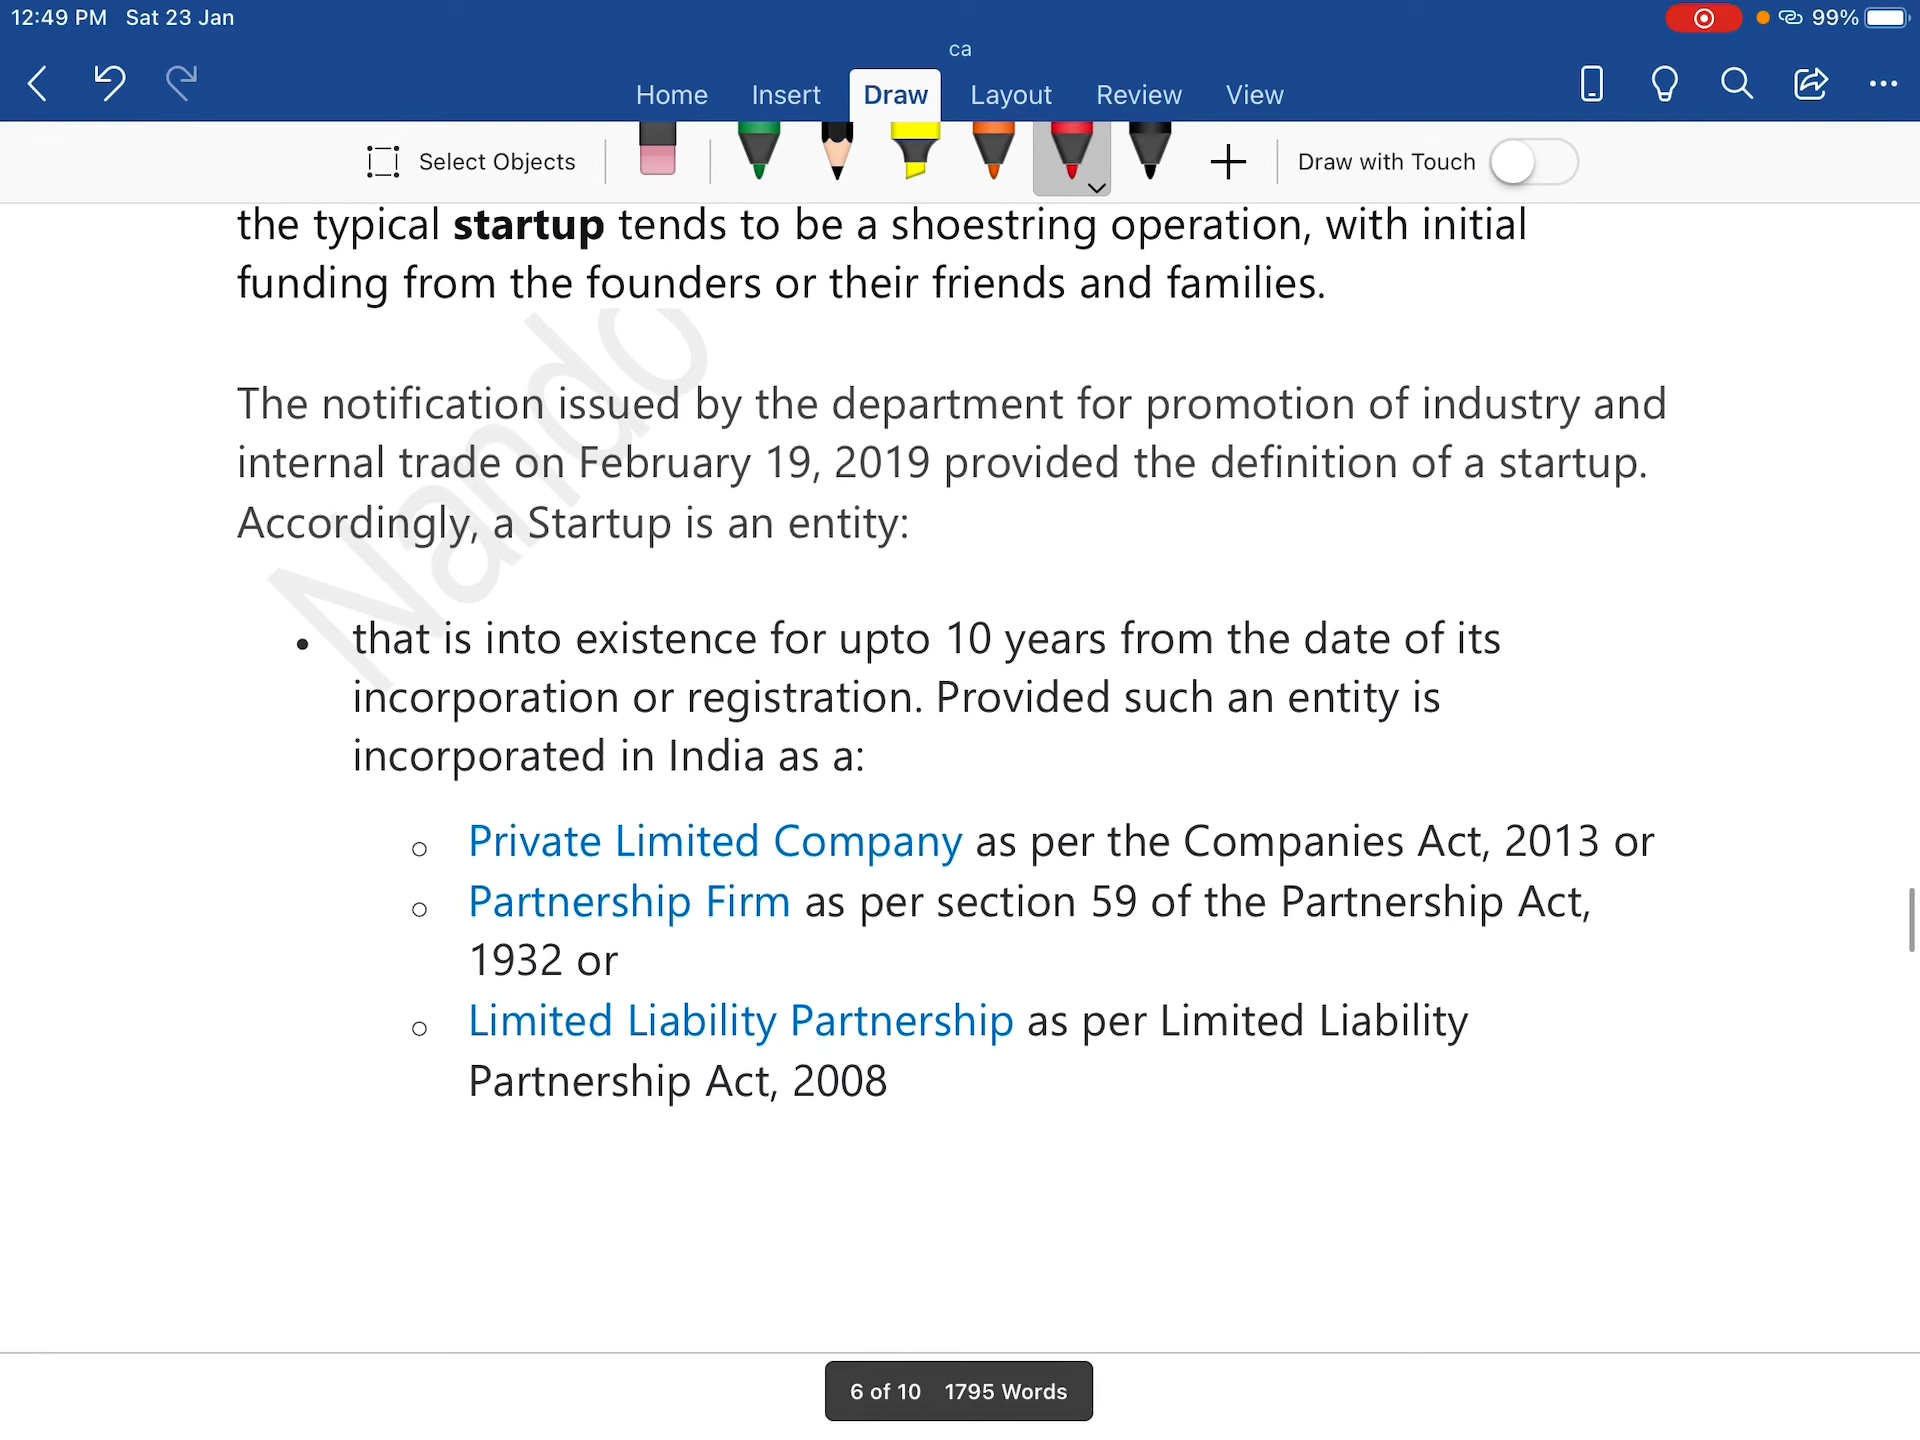 12:49 PM Sat 23 Jan
99%
ca
Home Insert Draw Layout Review View
Select Objects
Draw with Touch
the typical startup tends to be a shoestring operation, with initial
funding from the founders or their friends and families.
The notification issued by the department for promotion of industry and
internal trade on February 19, 2019 provided the definition of a startup.
Accordingly, a Startup is an entity:
• that is into existence for upto 10 years from the date of its
incorporation or registration. Provided such an entity is
incorporated in India as a:
○ Private Limited Company as per the Companies Act, 2013 or
○ Partnership Firm as per section 59 of the Partnership Act,
1932 or
○ Limited Liability Partnership as per Limited Liability
Partnership Act, 2008
Nando
6 of 10 1795 Words